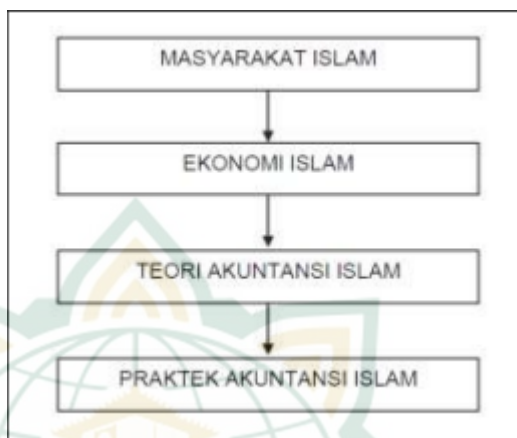 MASYARAKAT ISLAM
EKONOMI ISLAM
TEORI AKUNTANSI ISLAM
PRAKTEK AKUNTANSI ISLAM